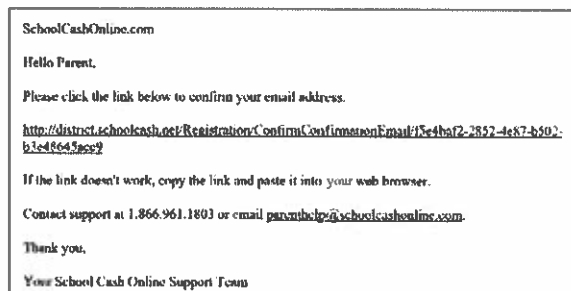 SchoolCashOnline.com
Hello Parent,
Please click the link below to confirm your email address.
http://district.schoolcash.net/Registration/ConfirmConfirmationEmail/f5e4baf2-2852-4e87-b502-
b3e48645acc9
If the link doesn't work, copy the link and paste it into your web browser.
Contact support at 1.866.961.1803 or email parenthelp@schoolcashonline.com.
Thank you,
Your School Cash Online Support Team